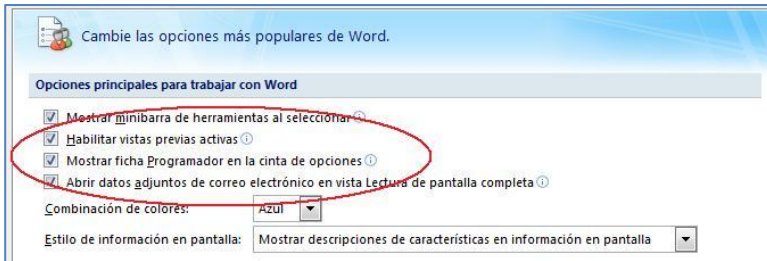 Cambie las opciones más populares de Word.
Opciones principales para trabajar con Word
Mostrar minibarra de herramientas al seleccionar
Habilitar vistas previas activas
Mostrar ficha Programador en la cinta de opciones
Abrir datos adjuntos de correo electrónico en vista Lectura de pantalla completa
Combinación de colores: Azul
Estilo de información en pantalla: Mostrar descripciones de características en información en pantalla